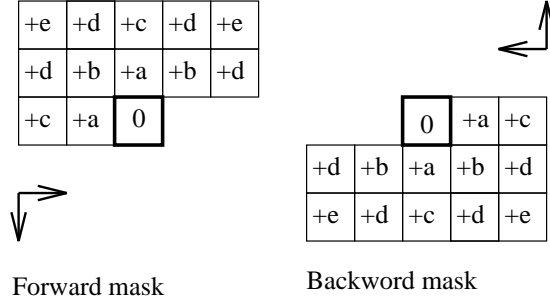 +e +d +c +d +e
+d +b +a +b +d
+c +a 0
0 +a +c
+d +b +a +b +d
+e +d +c +d +e
Forward mask
Backword mask